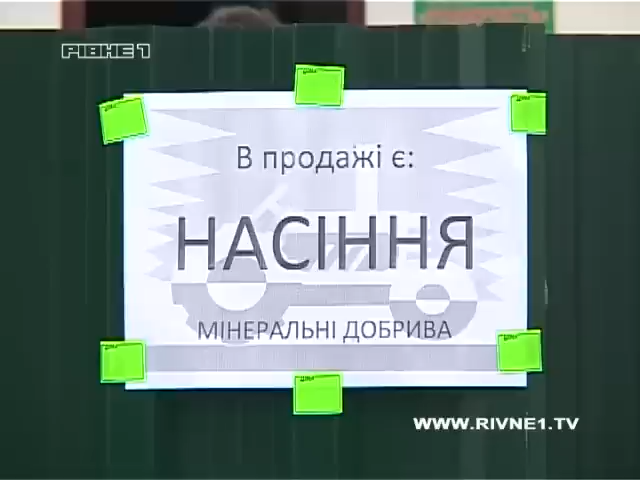 РІВНЕ 1
В продажі є:
НАСІННЯ
МІНЕРАЛЬНІ ДОБРИВА
WWW.RIVNE1.TV